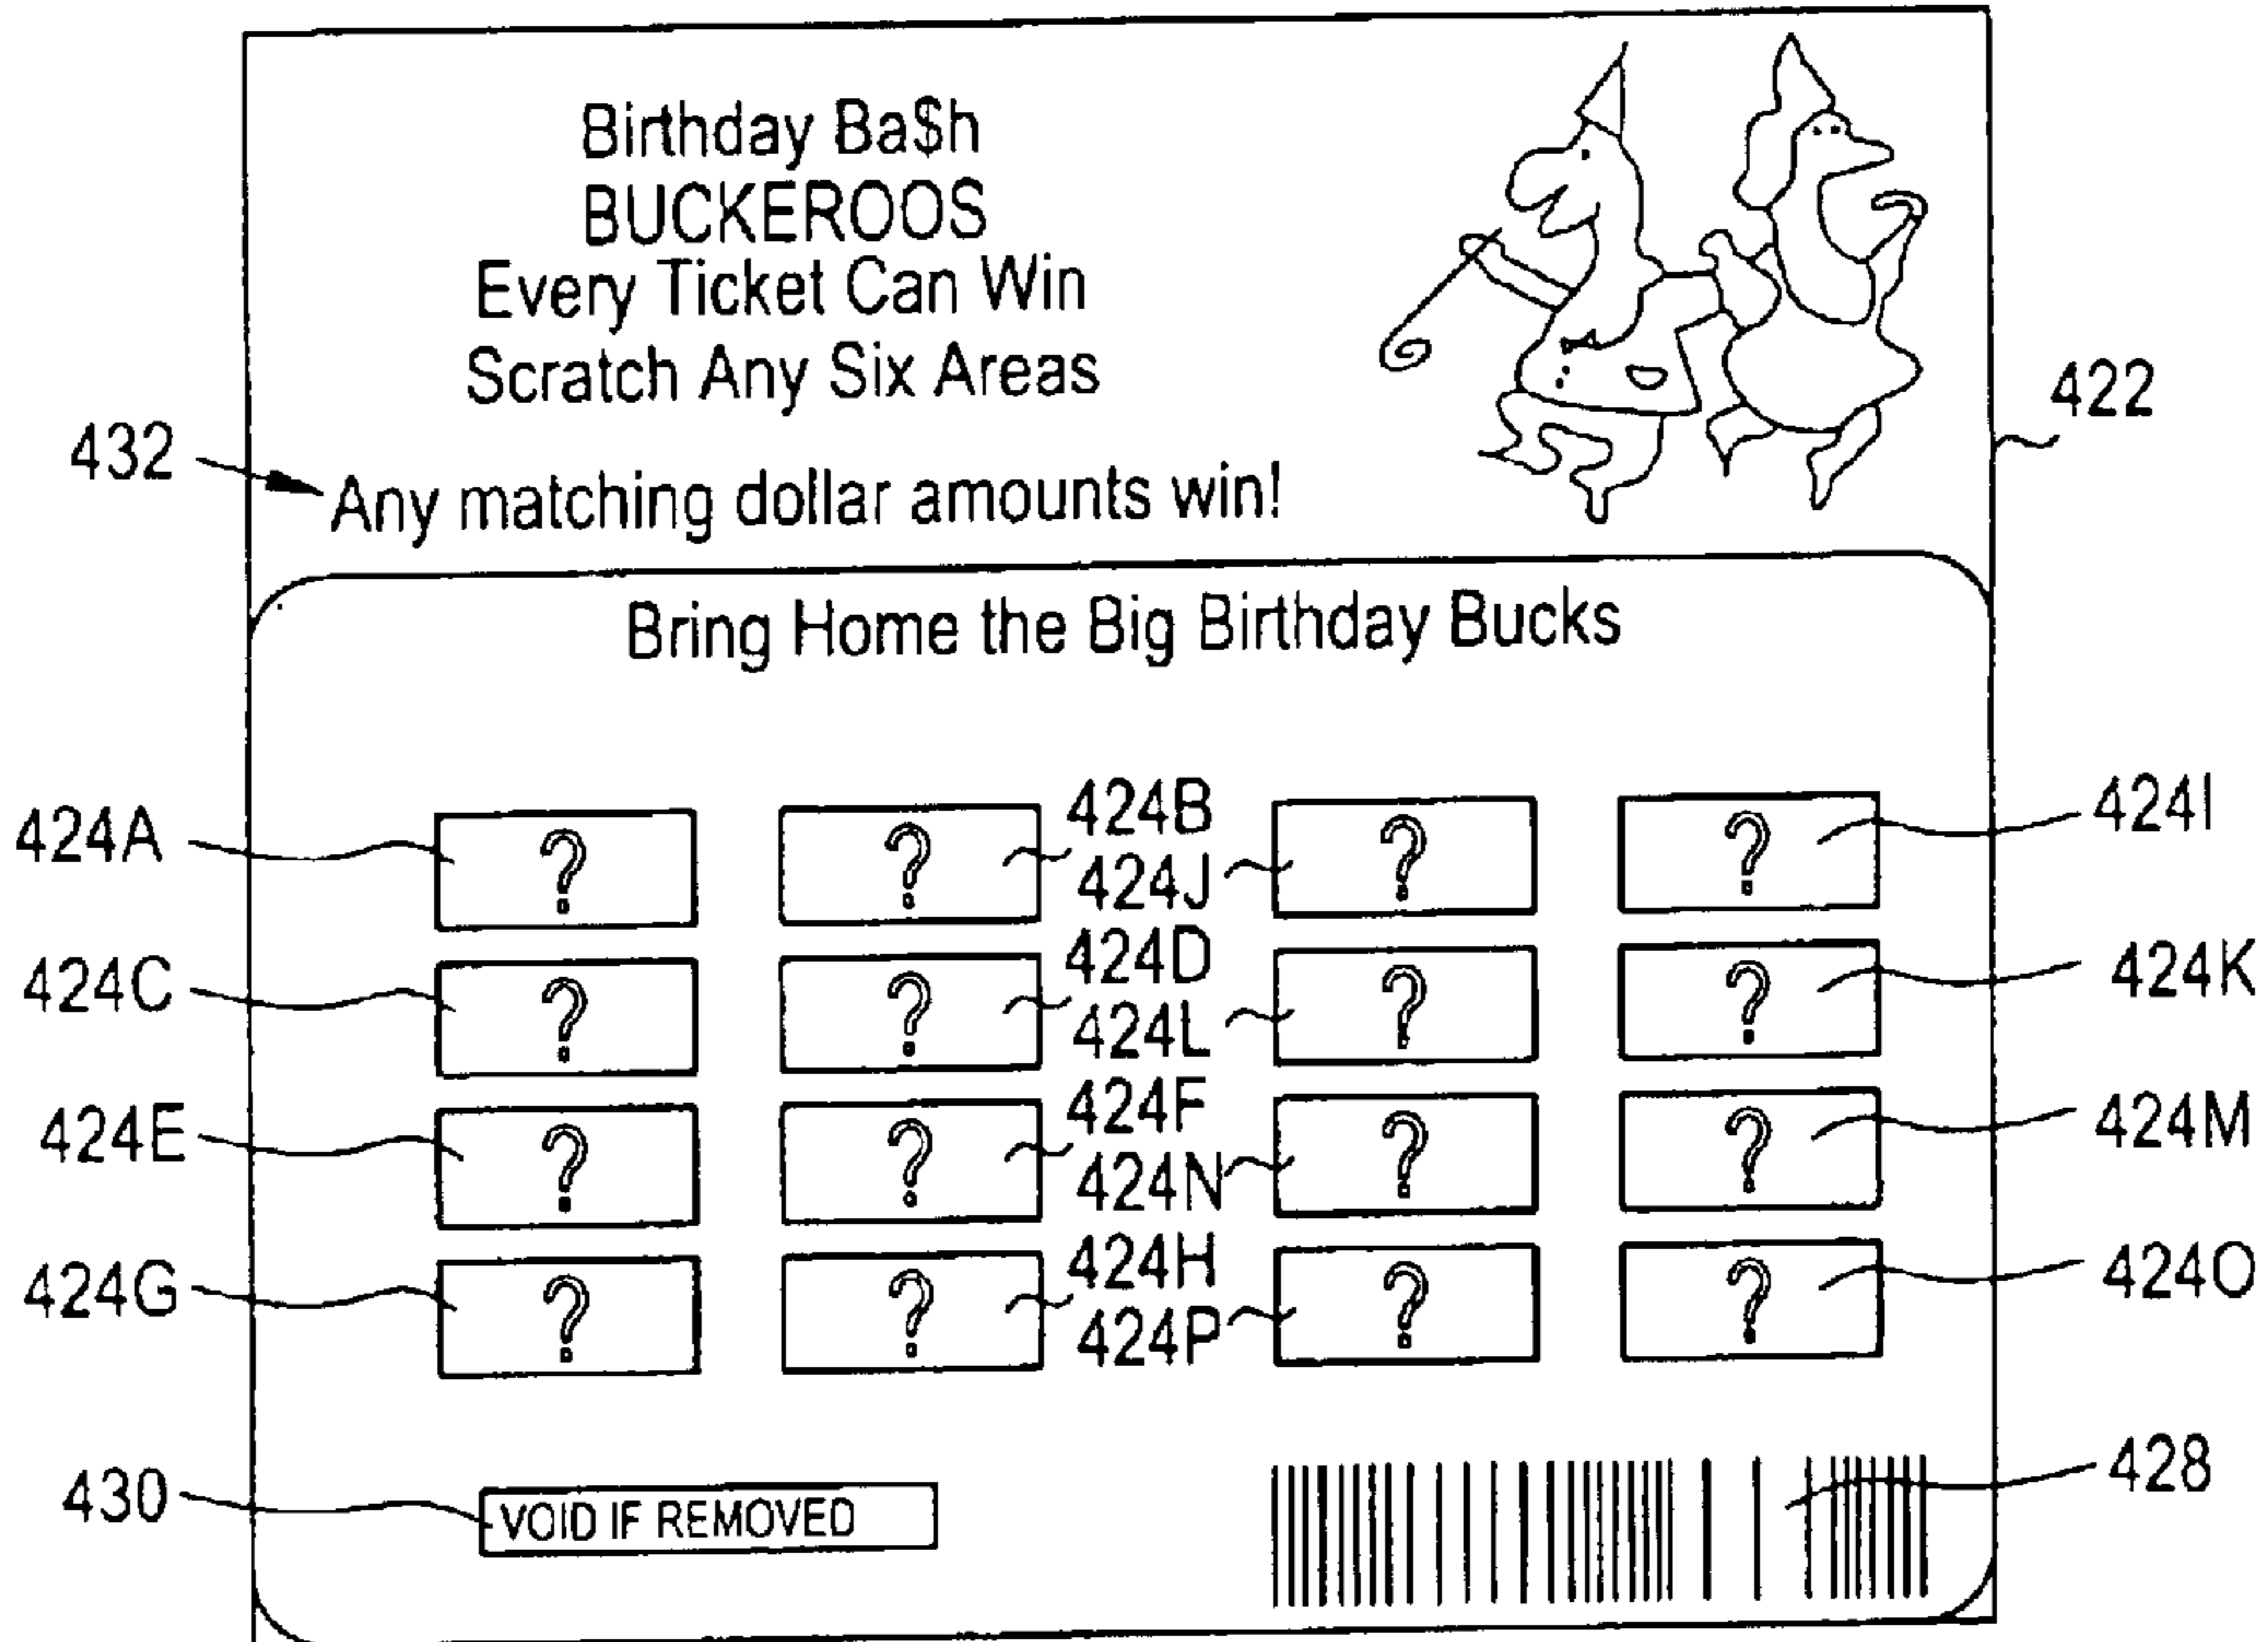 Birthday Ba$h
BUCKEROOS
Every Ticket Can Win
Scratch Any Six Areas
422
432
Any matching dollar amounts win!
Bring Home the Big Birthday Bucks
424A ? ? 424B 424J ? ? 424I
424C ? ? 424D 424L ? ? 424K
424E ? ? 424F 424N ? ? 424M
424G ? ? 424H 424P ? ? 424O
430 VOID IF REMOVED 428